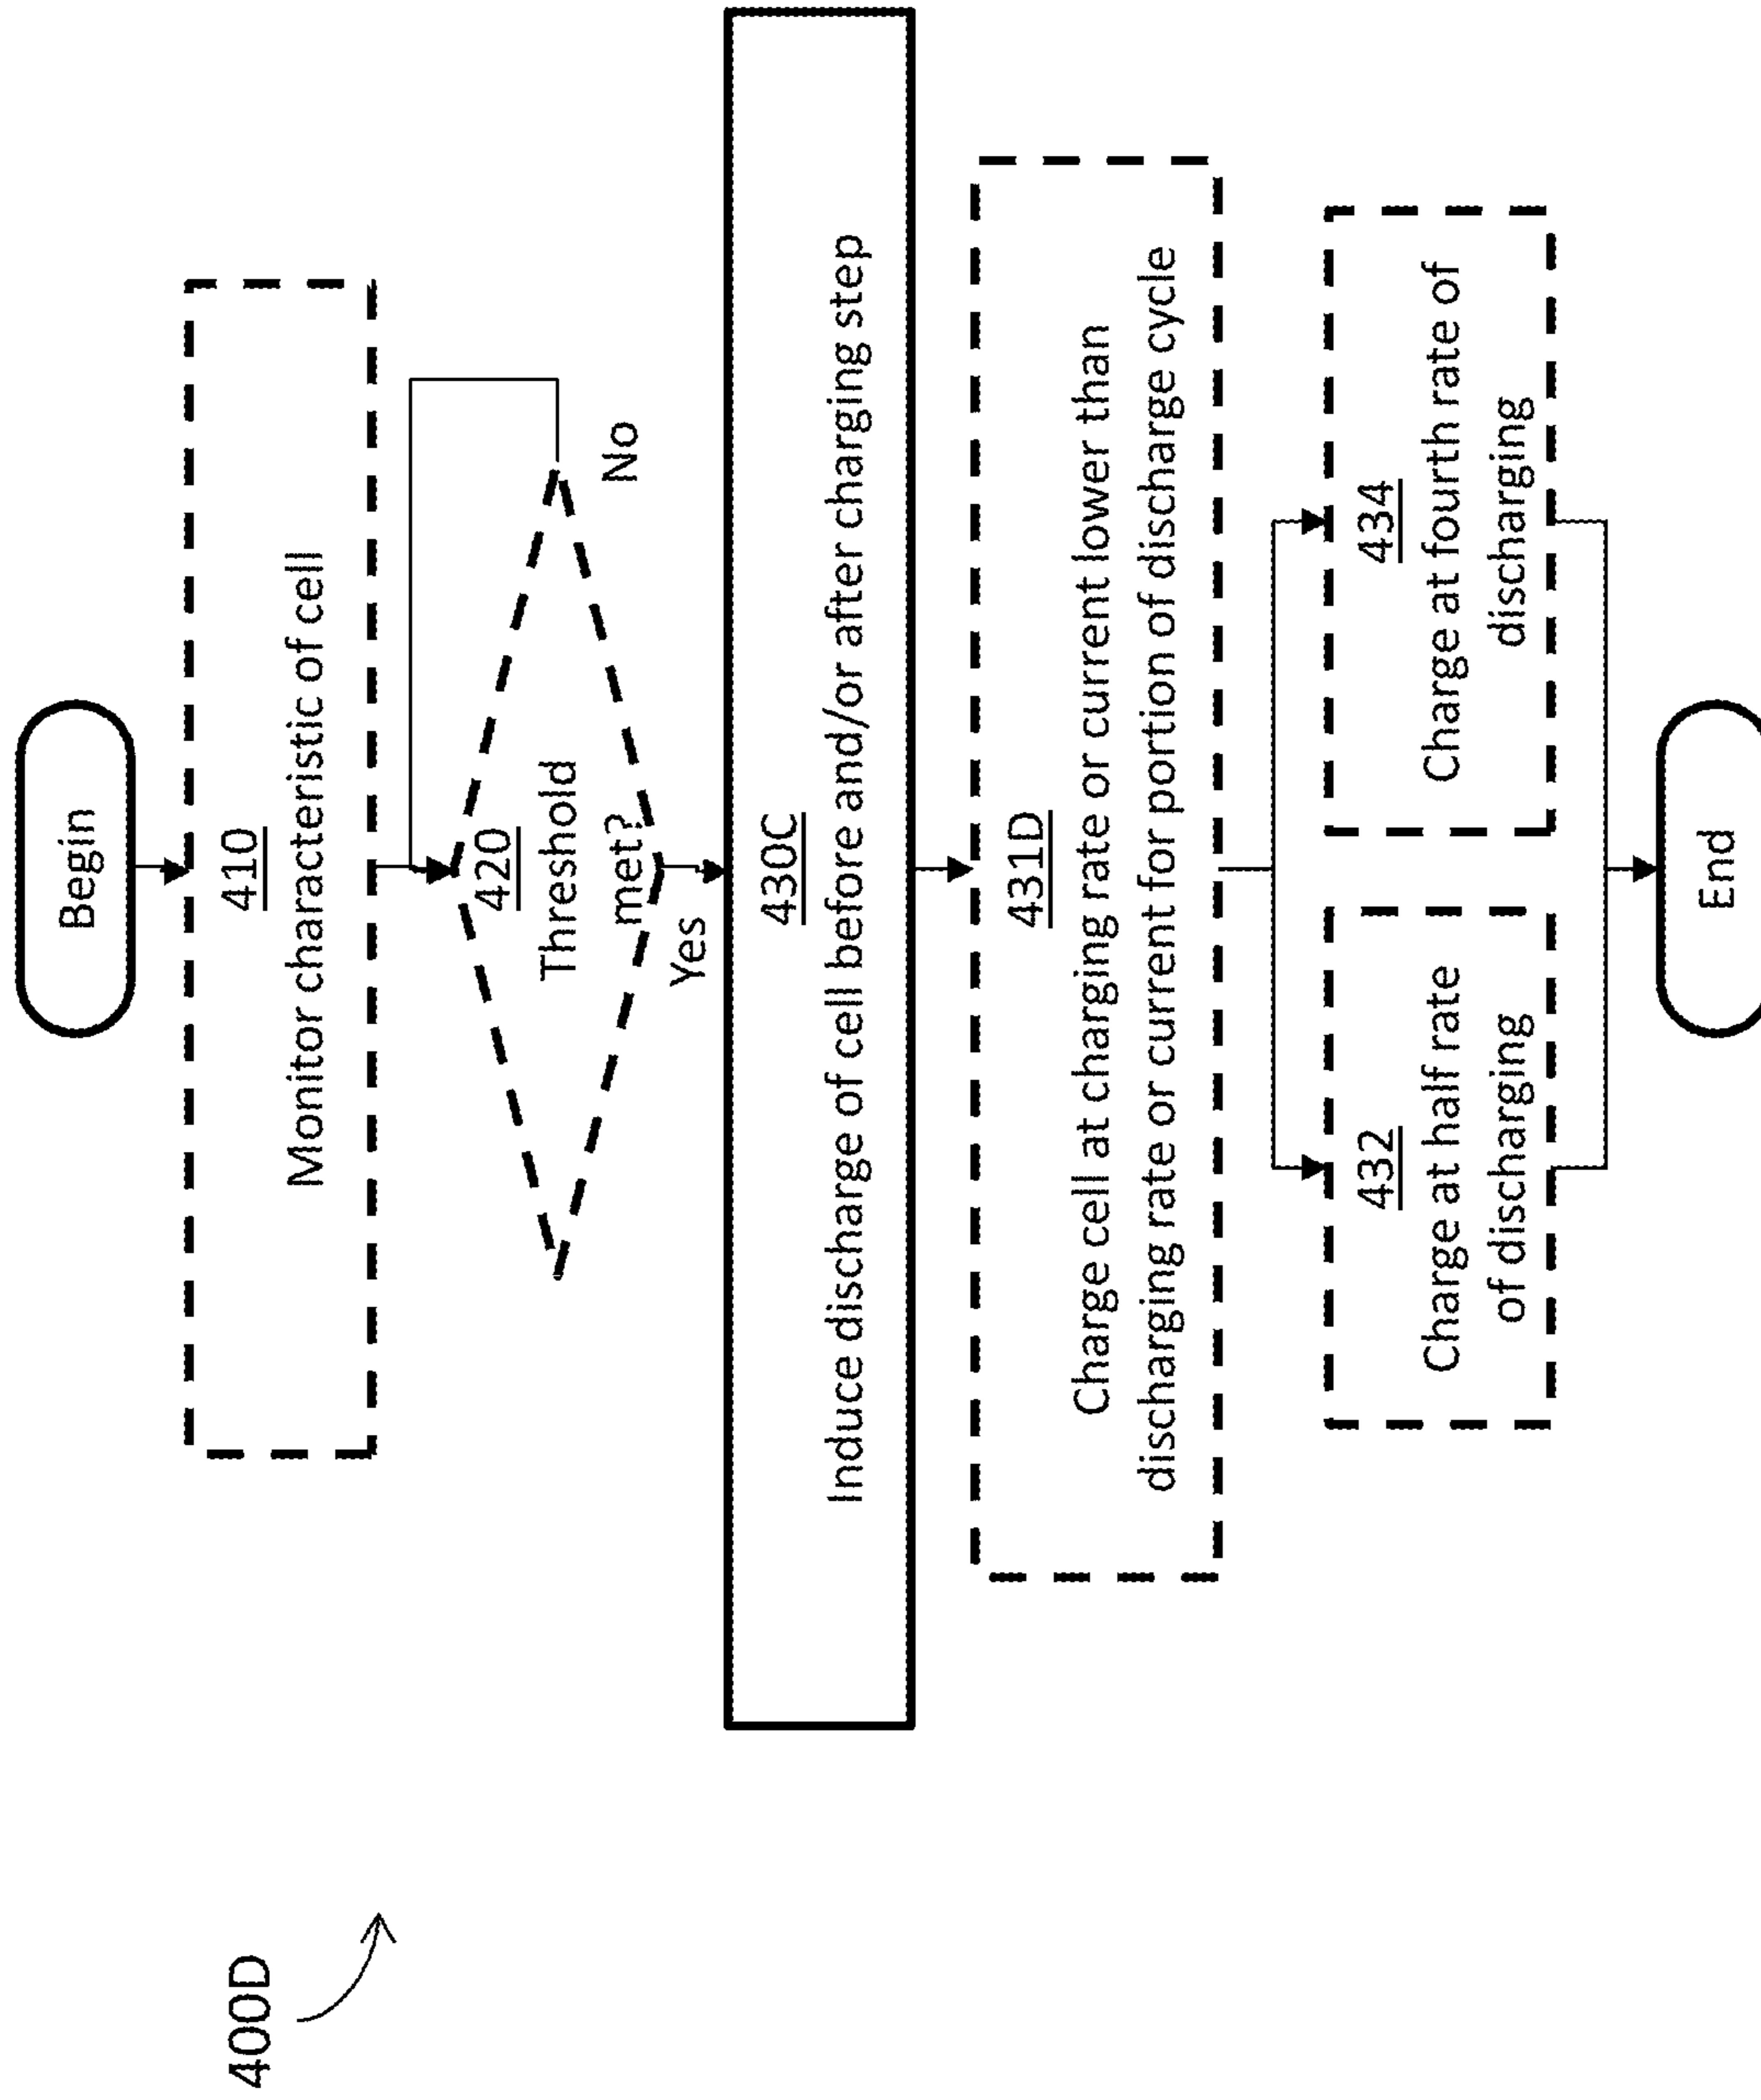 400D
Begin
410
Monitor characteristic of cell
420
Threshold
met?
No
Yes
430C
Induce discharge of cell before and/or after charging step
431D
Charge cell at charging rate or current lower than
discharging rate or current for portion of discharge cycle
432
Charge at half rate
of discharging
434
Charge at fourth rate of
discharging
End